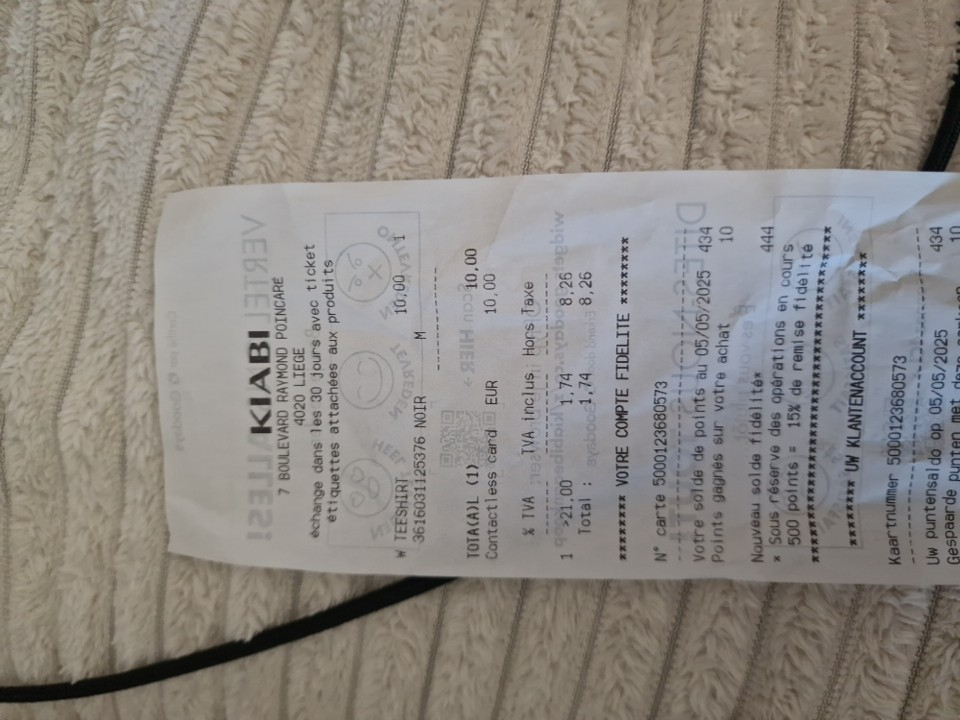 KIABI
7 BOULEVARD RAYMOND POINCARE
4020 LIEGE
échange dans les 30 jours avec ticket
étiquettes attachées aux produits
w TEESHIRT 10,00 1
3616031125376 NOIR M
TOTA(A)L (1) 10,00
Contactless card EUR 10,00
% TVA TVA inclus Hors Taxe
1 >21,00 1,74 8,26
Total : 1,74 8,26
******** VOTRE COMPTE FIDELITE ********
N° carte 5000123680573
Votre solde de points au 05/05/2025 434
Points gagnés sur votre achat 10
Nouveau solde fidélité* 444
* Sous réserve des opérations en cours
500 points = 15% de remise fidélité
******** UW KLANTENACCOUNT ********
Kaartnummer 5000123680573
Uw puntensaldo op 05/05/2025 434
Gespaarde punten met deze 10